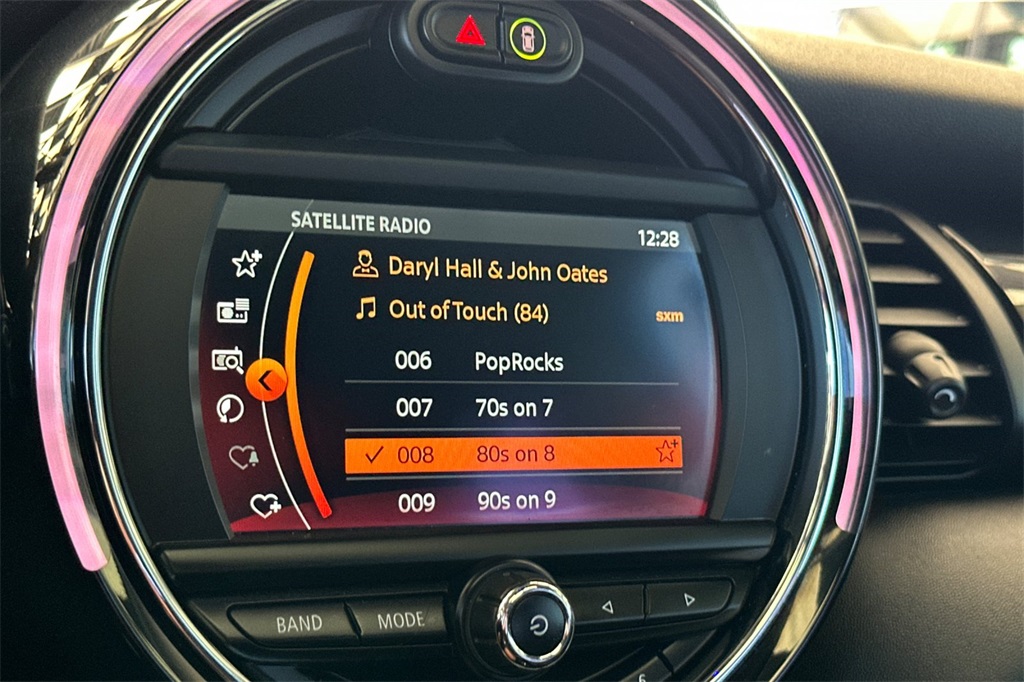 SATELLITE RADIO
12:28
Daryl Hall & John Oates
Out of Touch (84)
sxm
006 PopRocks
007 70s on 7
008 80s on 8
009 90s on 9
BAND
MODE
6